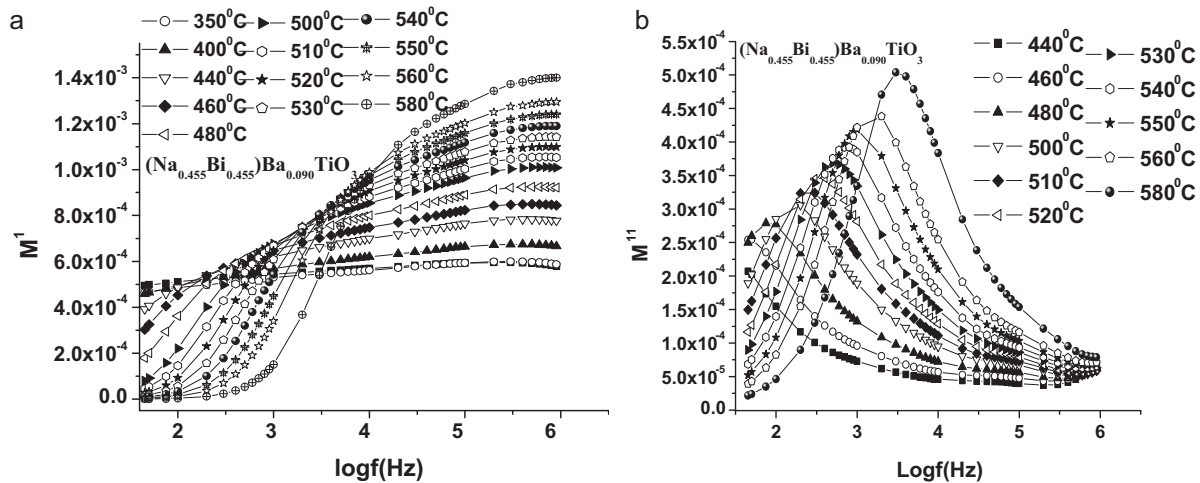 a
350⁰C 500⁰C 540⁰C
400⁰C 510⁰C 550⁰C
440⁰C 520⁰C 560⁰C
460⁰C 530⁰C 580⁰C
480⁰C
(Na0.455Bi0.455)Ba0.090TiO3
1.4x10⁻³
1.2x10⁻³
1.0x10⁻³
8.0x10⁻⁴
6.0x10⁻⁴
4.0x10⁻⁴
2.0x10⁻⁴
0.0
M¹
2 3 4 5 6
logf(Hz)
b
(Na0.455Bi0.455)Ba0.090TiO3
440⁰C 530⁰C
460⁰C 540⁰C
480⁰C 550⁰C
500⁰C 560⁰C
510⁰C 580⁰C
520⁰C
5.5x10⁻⁴
5.0x10⁻⁴
4.5x10⁻⁴
4.0x10⁻⁴
3.5x10⁻⁴
3.0x10⁻⁴
2.5x10⁻⁴
2.0x10⁻⁴
1.5x10⁻⁴
1.0x10⁻⁴
5.0x10⁻⁵
0.0
M¹¹
2 3 4 5 6
Logf(Hz)